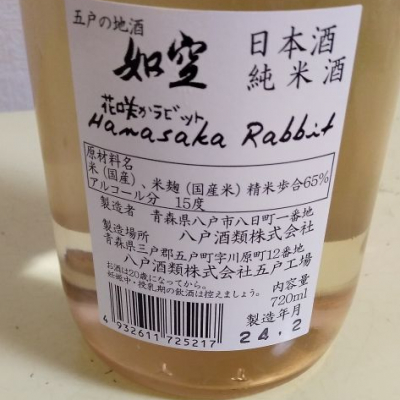 五戸の地酒
如空
日本酒
純米酒
花咲かラビット
Hanasaka Rabbit
原材料名
米(国産)、米麹(国産米)精米歩合65%
アルコール分 15度
製造者 青森県八戸市八日町一番地
八戸酒類株式会社
製造場所
青森県三戸郡五戸町字川原町12番地
八戸酒類株式会社五戸工場
お酒は20歳になってから。
妊娠中・授乳期の飲酒は控えましょう。
内容量
720ml
製造年月
24.2
4 932611 725217